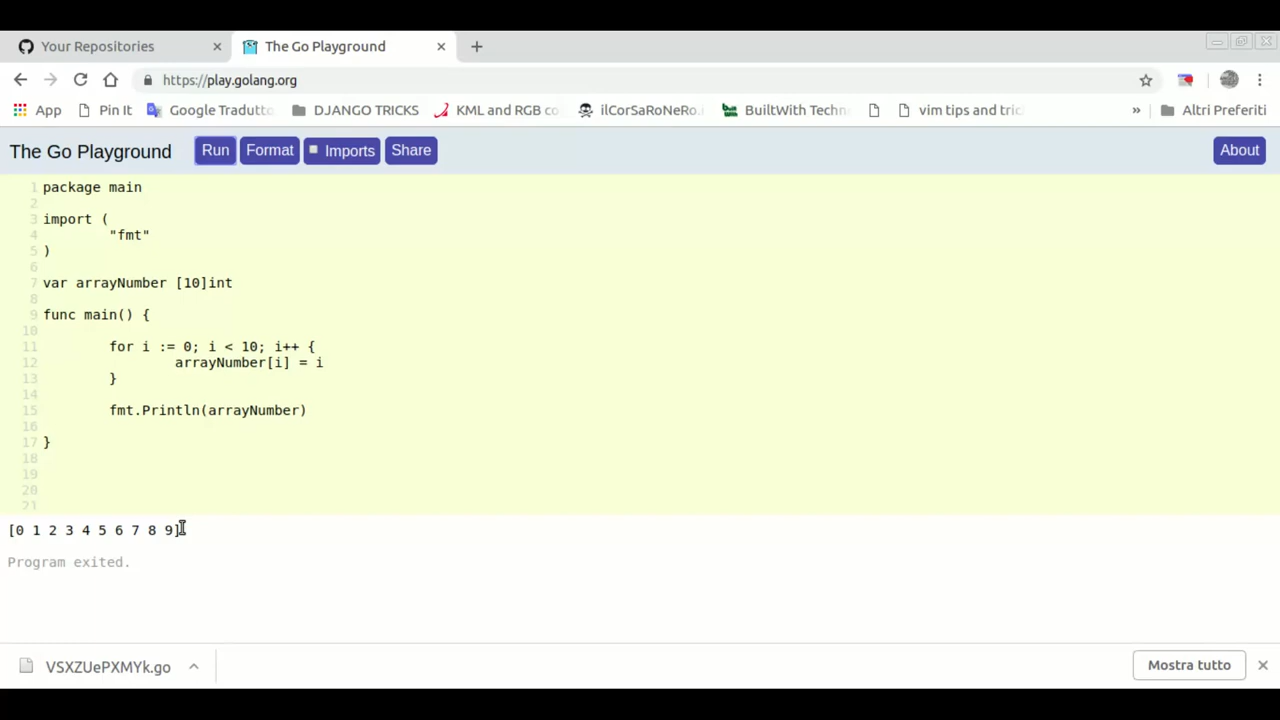 Your Repositories
The Go Playground
https://play.golang.org
App Pin It Google Tradutto DJANGO TRICKS KML and RGB co ilCorSaRoNeRo. BuiltWith Techn vim tips and tric » Altri Preferiti
The Go Playground Run Format Imports Share About
1 package main
2
3 import (
4 "fmt"
5 )
6
7 var arrayNumber [10]int
8
9 func main() {
10
11 for i := 0; i < 10; i++ {
12 arrayNumber[i] = i
13 }
14
15 fmt.Println(arrayNumber)
16
17 }
18
19
20
21
[0 1 2 3 4 5 6 7 8 9]
Program exited.
VSXZUePXMYk.go
Mostra tutto